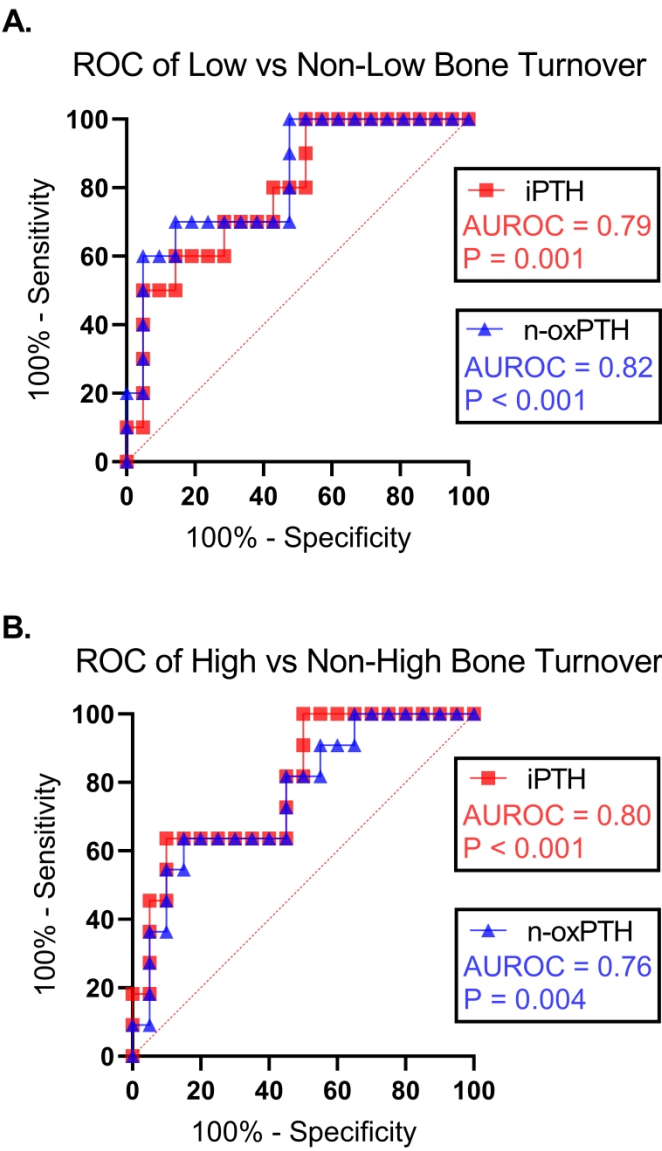 A.
ROC of Low vs Non-Low Bone Turnover
100
80
60
40
20
0
100% - Sensitivity
0 20 40 60 80 100
100% - Specificity
iPTH
AUROC = 0.79
P = 0.001
n-oxPTH
AUROC = 0.82
P < 0.001
B.
ROC of High vs Non-High Bone Turnover
100
80
60
40
20
0
100% - Sensitivity
0 20 40 60 80 100
100% - Specificity
iPTH
AUROC = 0.80
P < 0.001
n-oxPTH
AUROC = 0.76
P = 0.004